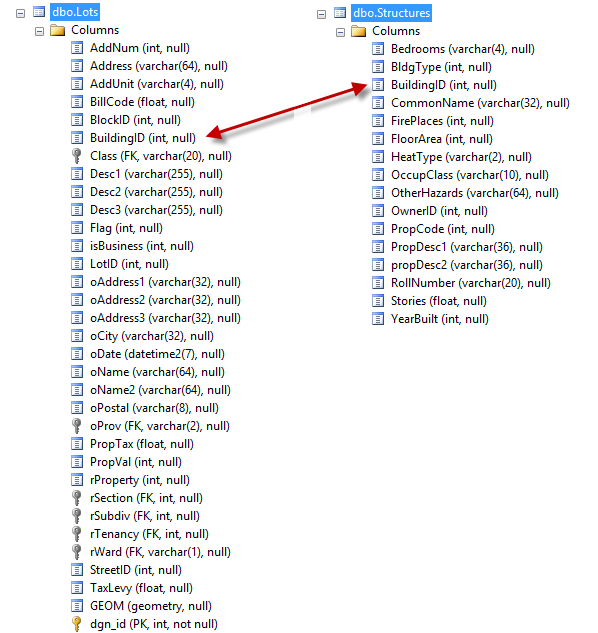 dbo.Lots
Columns
AddNum (int, null)
Address (varchar(64), null)
AddUnit (varchar(4), null)
BillCode (float, null)
BlockID (int, null)
BuildingID (int, null)
Class (FK, varchar(20), null)
Desc1 (varchar(255), null)
Desc2 (varchar(255), null)
Desc3 (varchar(255), null)
Flag (int, null)
isBusiness (int, null)
LotID (int, null)
oAddress1 (varchar(32), null)
oAddress2 (varchar(32), null)
oAddress3 (varchar(32), null)
oCity (varchar(32), null)
oDate (datetime2(7), null)
oName (varchar(64), null)
oName2 (varchar(64), null)
oPostal (varchar(8), null)
oProv (FK, varchar(2), null)
PropTax (float, null)
PropVal (int, null)
rProperty (int, null)
rSection (FK, int, null)
rSubdiv (FK, int, null)
rTenancy (FK, int, null)
rWard (FK, varchar(1), null)
StreetID (int, null)
TaxLevy (float, null)
GEOM (geometry, null)
dgn_id (PK, int, not null)
dbo.Structures
Columns
Bedrooms (varchar(4), null)
BldgType (int, null)
BuildingID (int, null)
CommonName (varchar(32), null)
FirePlaces (int, null)
FloorArea (int, null)
HeatType (varchar(2), null)
OccupClass (varchar(10), null)
OtherHazards (varchar(64), null)
OwnerID (int, null)
PropCode (int, null)
PropDesc1 (varchar(36), null)
propDesc2 (varchar(36), null)
RollNumber (varchar(20), null)
Stories (float, null)
YearBuilt (int, null)